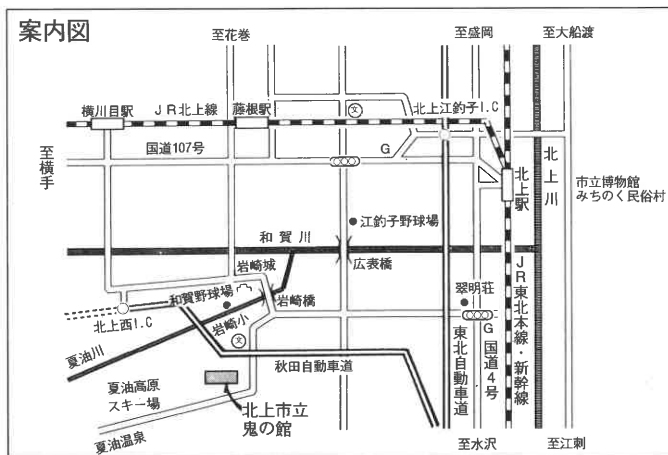 案内図
至花巻
至盛岡
至大船渡
横川目駅
JR北上線
藤根駅
文
北上江釣子I.C
至横手
国道107号
G
北上駅
北上川
市立博物館
みちのく民俗村
江釣子野球場
和賀川
広表橋
岩崎城
和賀野球場
岩崎橋
翠明荘
北上西I.C
岩崎小
文
夏油川
秋田自動車道
東北自動車道
G
国道4号
JR東北本線・新幹線
夏油高原
スキー場
北上市立
鬼の館
夏油温泉
至水沢
至江刺